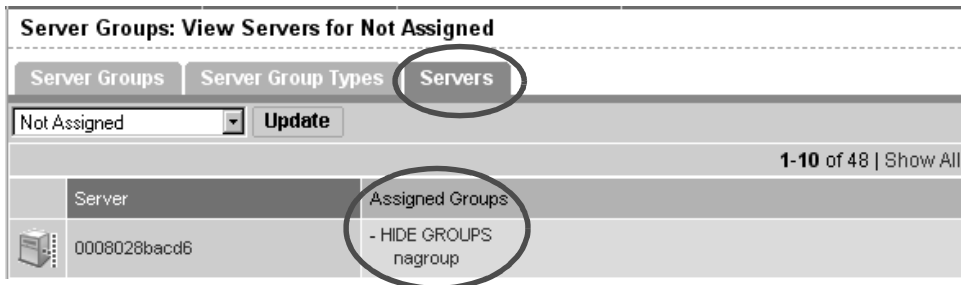 Server Groups: View Servers for Not Assigned
Server Groups Server Group Types Servers
Not Assigned Update
1-10 of 48 | Show All
Server Assigned Groups
0008028bacd6 - HIDE GROUPS
nagroup